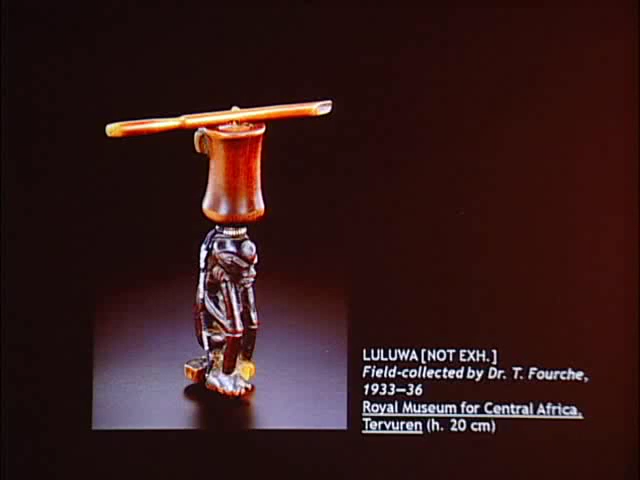 LULUWA [NOT EXH.]
Field-collected by Dr. T. Fourche,
1933—36
Royal Museum for Central Africa,
Tervuren (h. 20 cm)